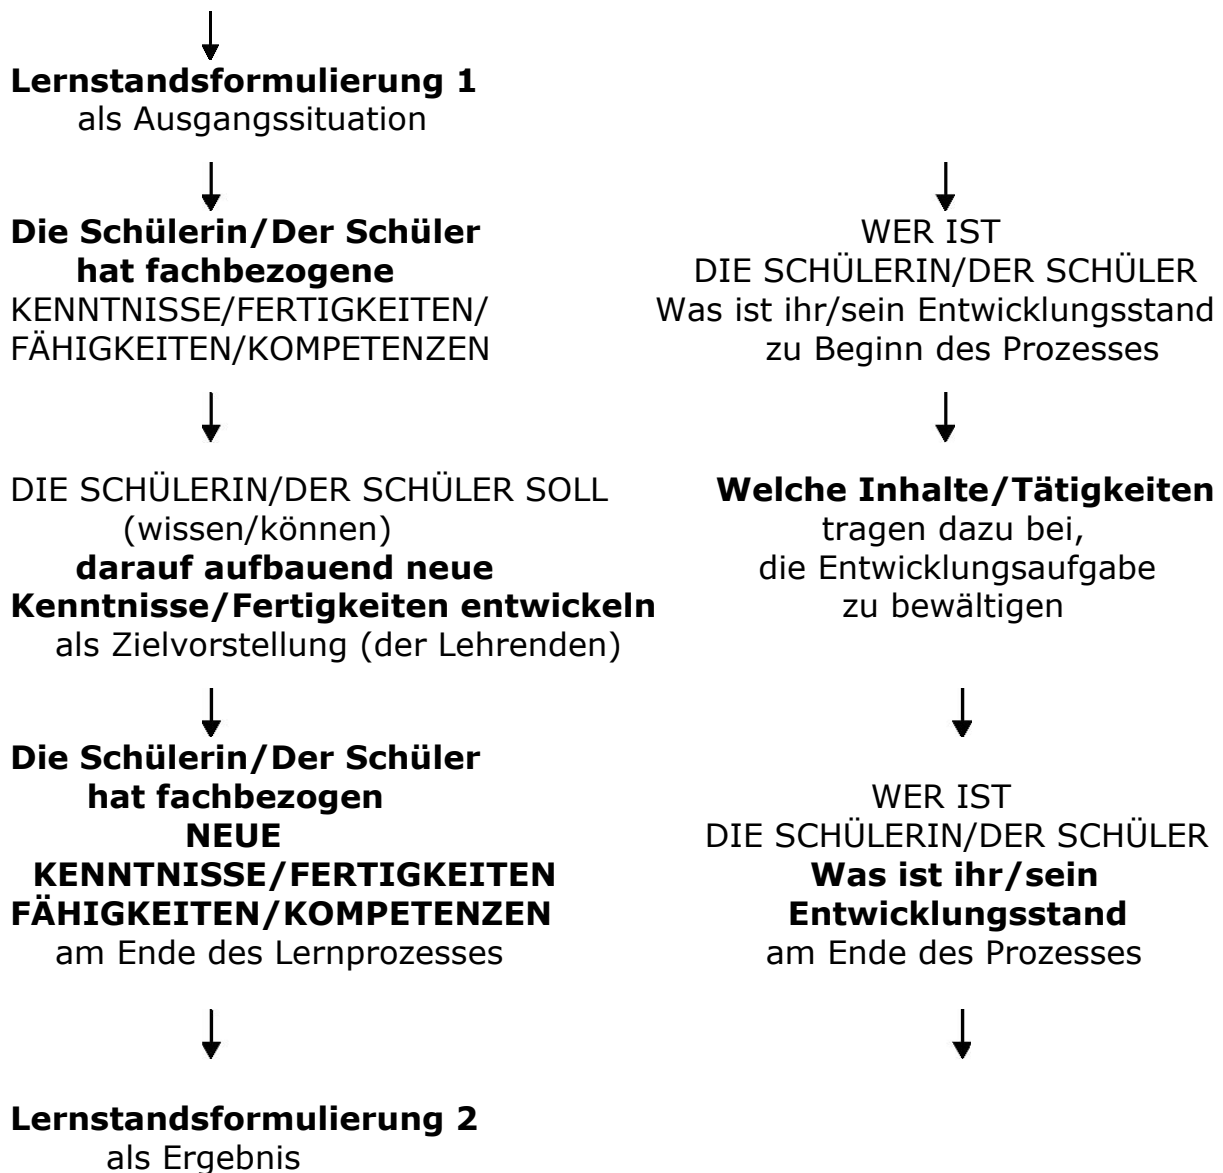 Lernstandsformulierung 1
als Ausgangssituation
Die Schülerin/Der Schüler
hat fachbezogene
KENNTNISSE/FERTIGKEITEN/
FÄHIGKEITEN/KOMPETENZEN
WER IST
DIE SCHÜLERIN/DER SCHÜLER
Was ist ihr/sein Entwicklungsstand
zu Beginn des Prozesses
DIE SCHÜLERIN/DER SCHÜLER SOLL
(wissen/können)
darauf aufbauend neue
Kenntnisse/Fertigkeiten entwickeln
als Zielvorstellung (der Lehrenden)
Welche Inhalte/Tätigkeiten
tragen dazu bei,
die Entwicklungsaufgabe
zu bewältigen
Die Schülerin/Der Schüler
hat fachbezogen
NEUE
KENNTNISSE/FERTIGKEITEN
FÄHIGKEITEN/KOMPETENZEN
am Ende des Lernprozesses
WER IST
DIE SCHÜLERIN/DER SCHÜLER
Was ist ihr/sein
Entwicklungsstand
am Ende des Prozesses
Lernstandsformulierung 2
als Ergebnis